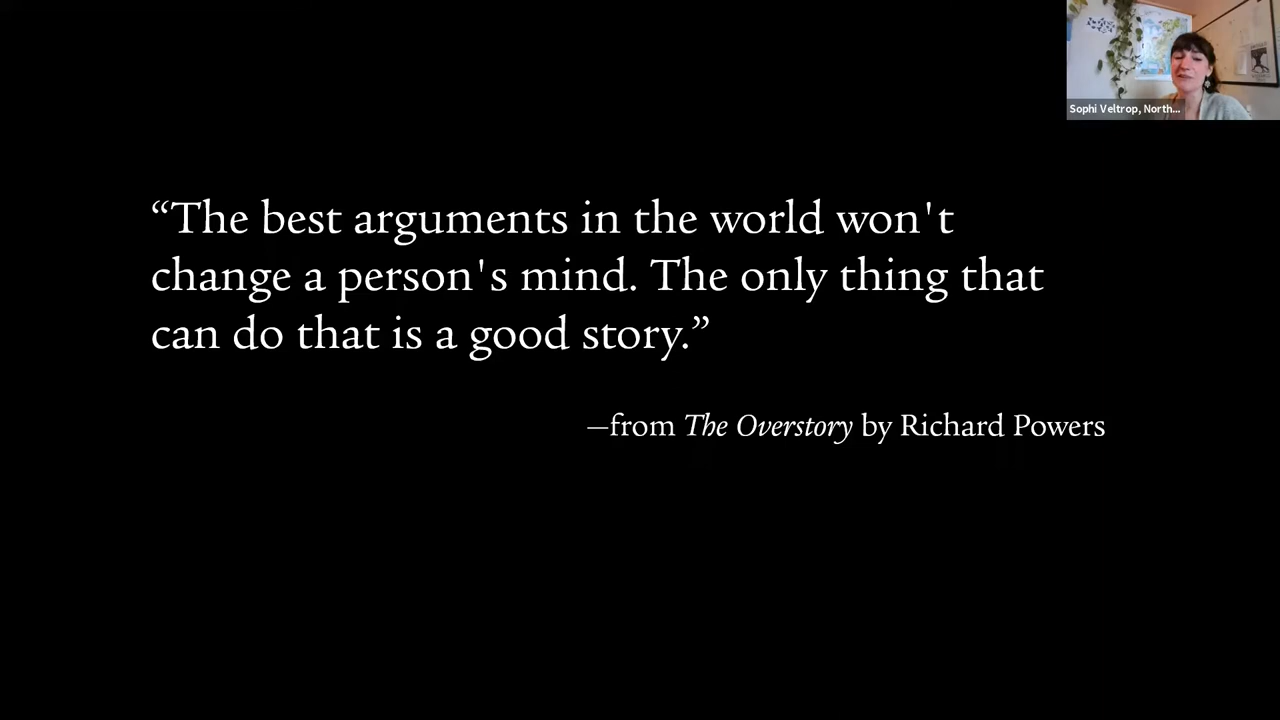 Sophi Veltrop, North...
“The best arguments in the world won't
change a person's mind. The only thing that
can do that is a good story.”
—from The Overstory by Richard Powers